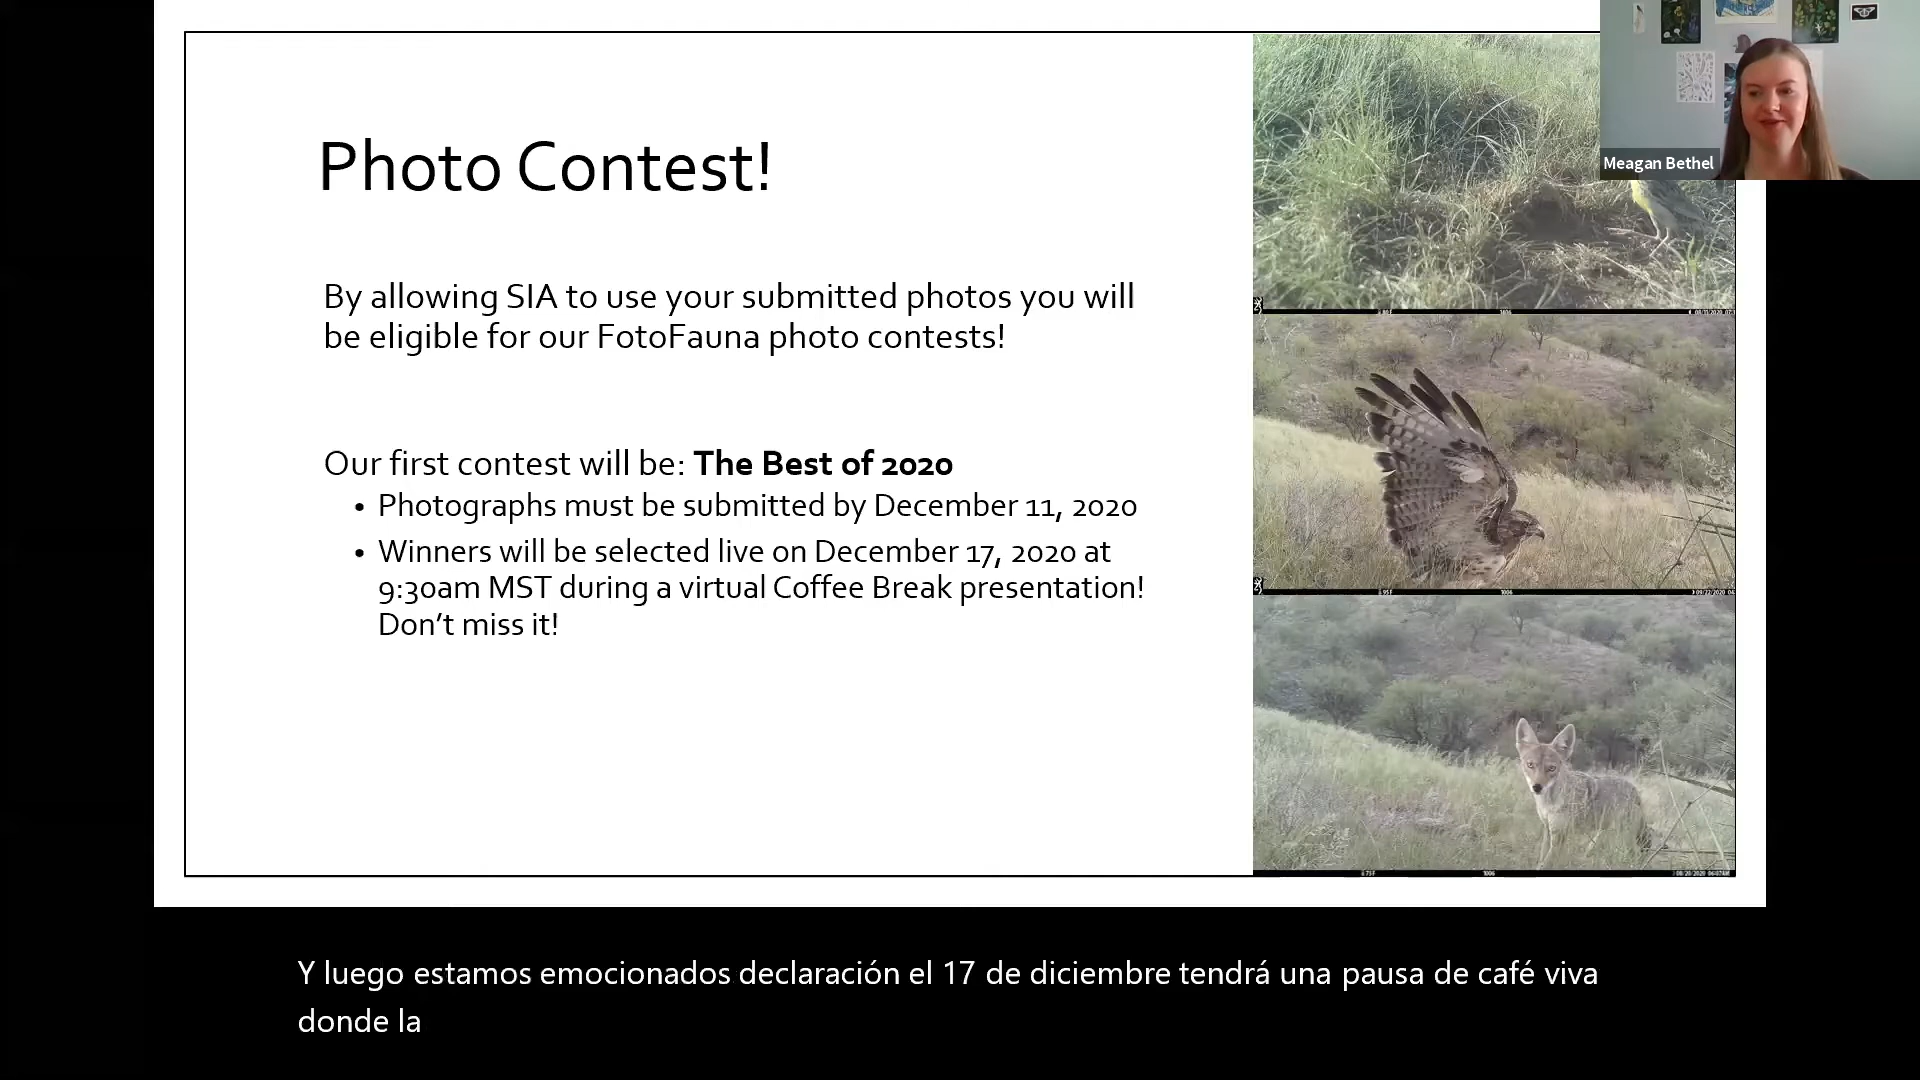 Meagan Bethel
Photo Contest!
By allowing SIA to use your submitted photos you will
be eligible for our FotoFauna photo contests!
Our first contest will be: The Best of 2020
• Photographs must be submitted by December 11, 2020
• Winners will be selected live on December 17, 2020 at
9:30am MST during a virtual Coffee Break presentation!
Don’t miss it!
Y luego estamos emocionados declaración el 17 de diciembre tendrá una pausa de café viva
donde la